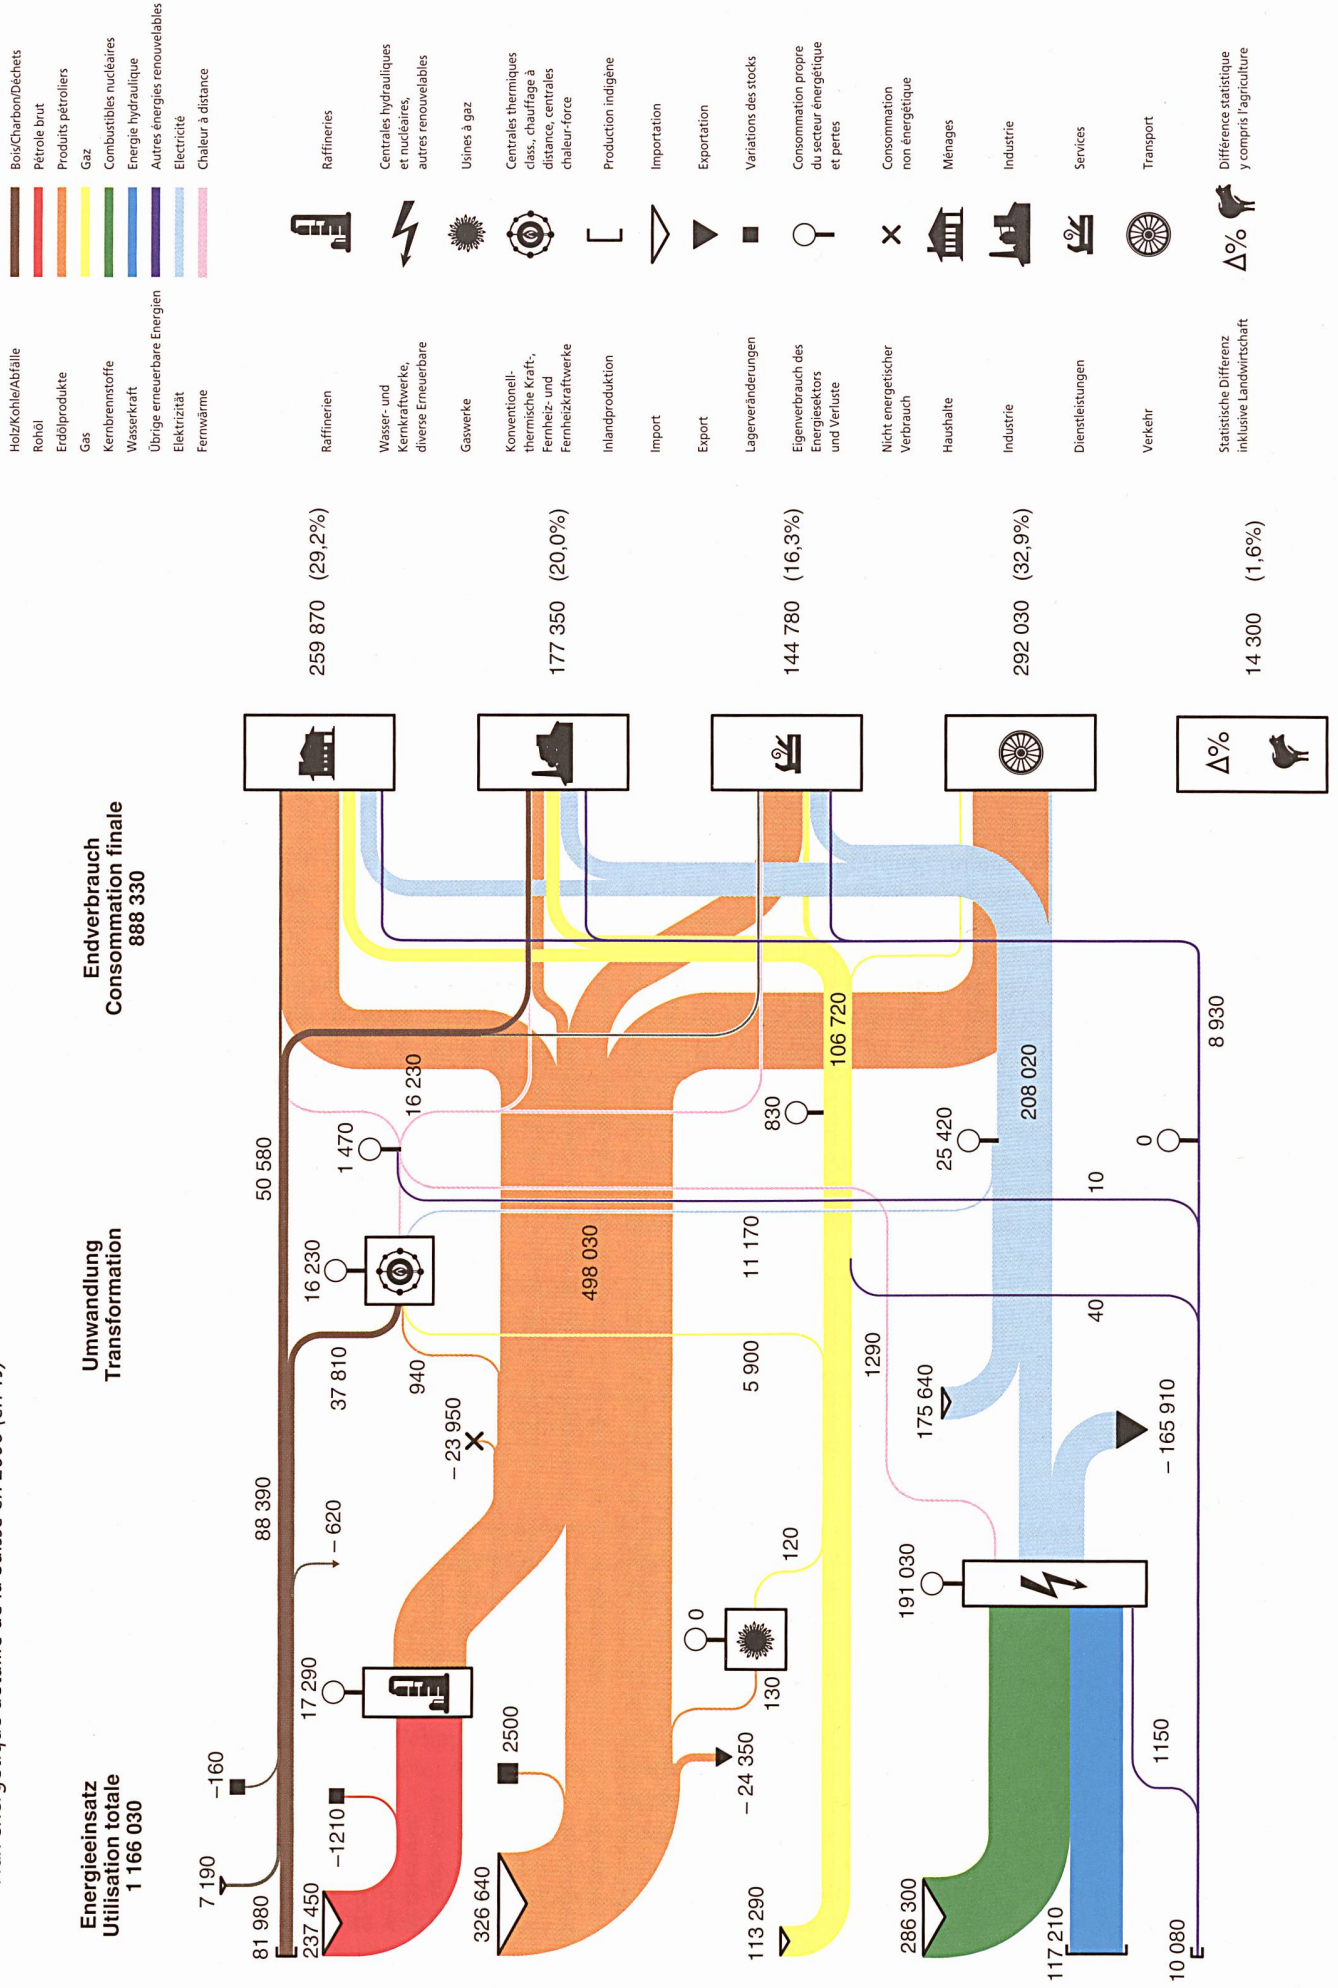 Energieeinsatz
Utilisation totale
1 166 030
Umwandlung
Transformation
Endverbrauch
Consommation finale
888 330
7 190
−160
81 980
88 390
− 620
50 580
237 450
−1210
17 290
37 810
16 230
1 470
16 230
940
259 870 (29,2%)
326 640
2500
− 23 950
498 030
177 350 (20,0%)
− 24 350
130
0
120
5 900
11 170
830
106 720
113 290
1290
144 780 (16,3%)
286 300
191 030
175 640
25 420
208 020
292 030 (32,9%)
117 210
1150
− 165 910
40
10
0
10 080
8 930
14 300 (1,6%)
Holz/Kohle/Abfälle
Bois/Charbon/Déchets
Rohöl
Pétrole brut
Erdölprodukte
Produits pétroliers
Gas
Gaz
Kernbrennstoffe
Combustibles nucléaires
Wasserkraft
Energie hydraulique
Übrige erneuerbare Energien
Autres énergies renouvelables
Elektrizität
Electricité
Fernwärme
Chaleur à distance
Raffinerien
Raffineries
Wasser- und
Kernkraftwerke,
diverse Erneuerbare
Centrales hydrauliques
et nucléaires,
autres renouvelables
Gaswerke
Usines à gaz
Konventionell-
thermische Kraft-,
Fernheiz- und
Fernheizkraftwerke
Centrales thermiques
class., chauffage à
distance, centrales
chaleur-force
Inlandproduktion
Production indigène
Import
Importation
Export
Exportation
Lagerveränderungen
Variations des stocks
Eigenverbrauch des
Energiesektors
und Verluste
Consommation propre
du secteur énergétique
et pertes
Nicht energetischer
Verbrauch
Consommation
non énergétique
Haushalte
Ménages
Industrie
Industrie
Dienstleistungen
Services
Verkehr
Transport
Statistische Differenz
inklusive Landwirtschaft
Δ%
Différence statistique
y compris l'agriculture
Δ%